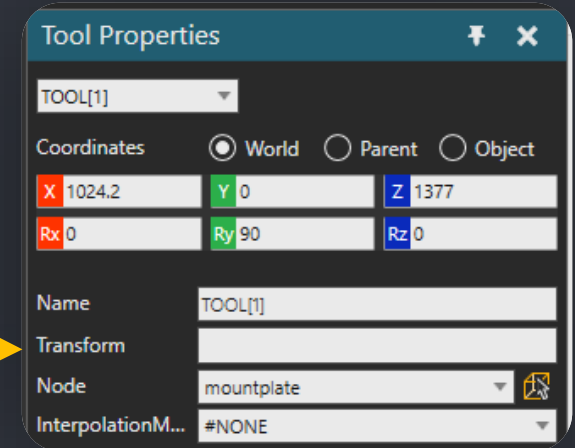 Tool Properties
TOOL[1]
Coordinates World Parent Object
X 1024.2 Y 0 Z 1377
Rx 0 Ry 90 Rz 0
Name TOOL[1]
Transform
Node mountplate
InterpolationM... #NONE